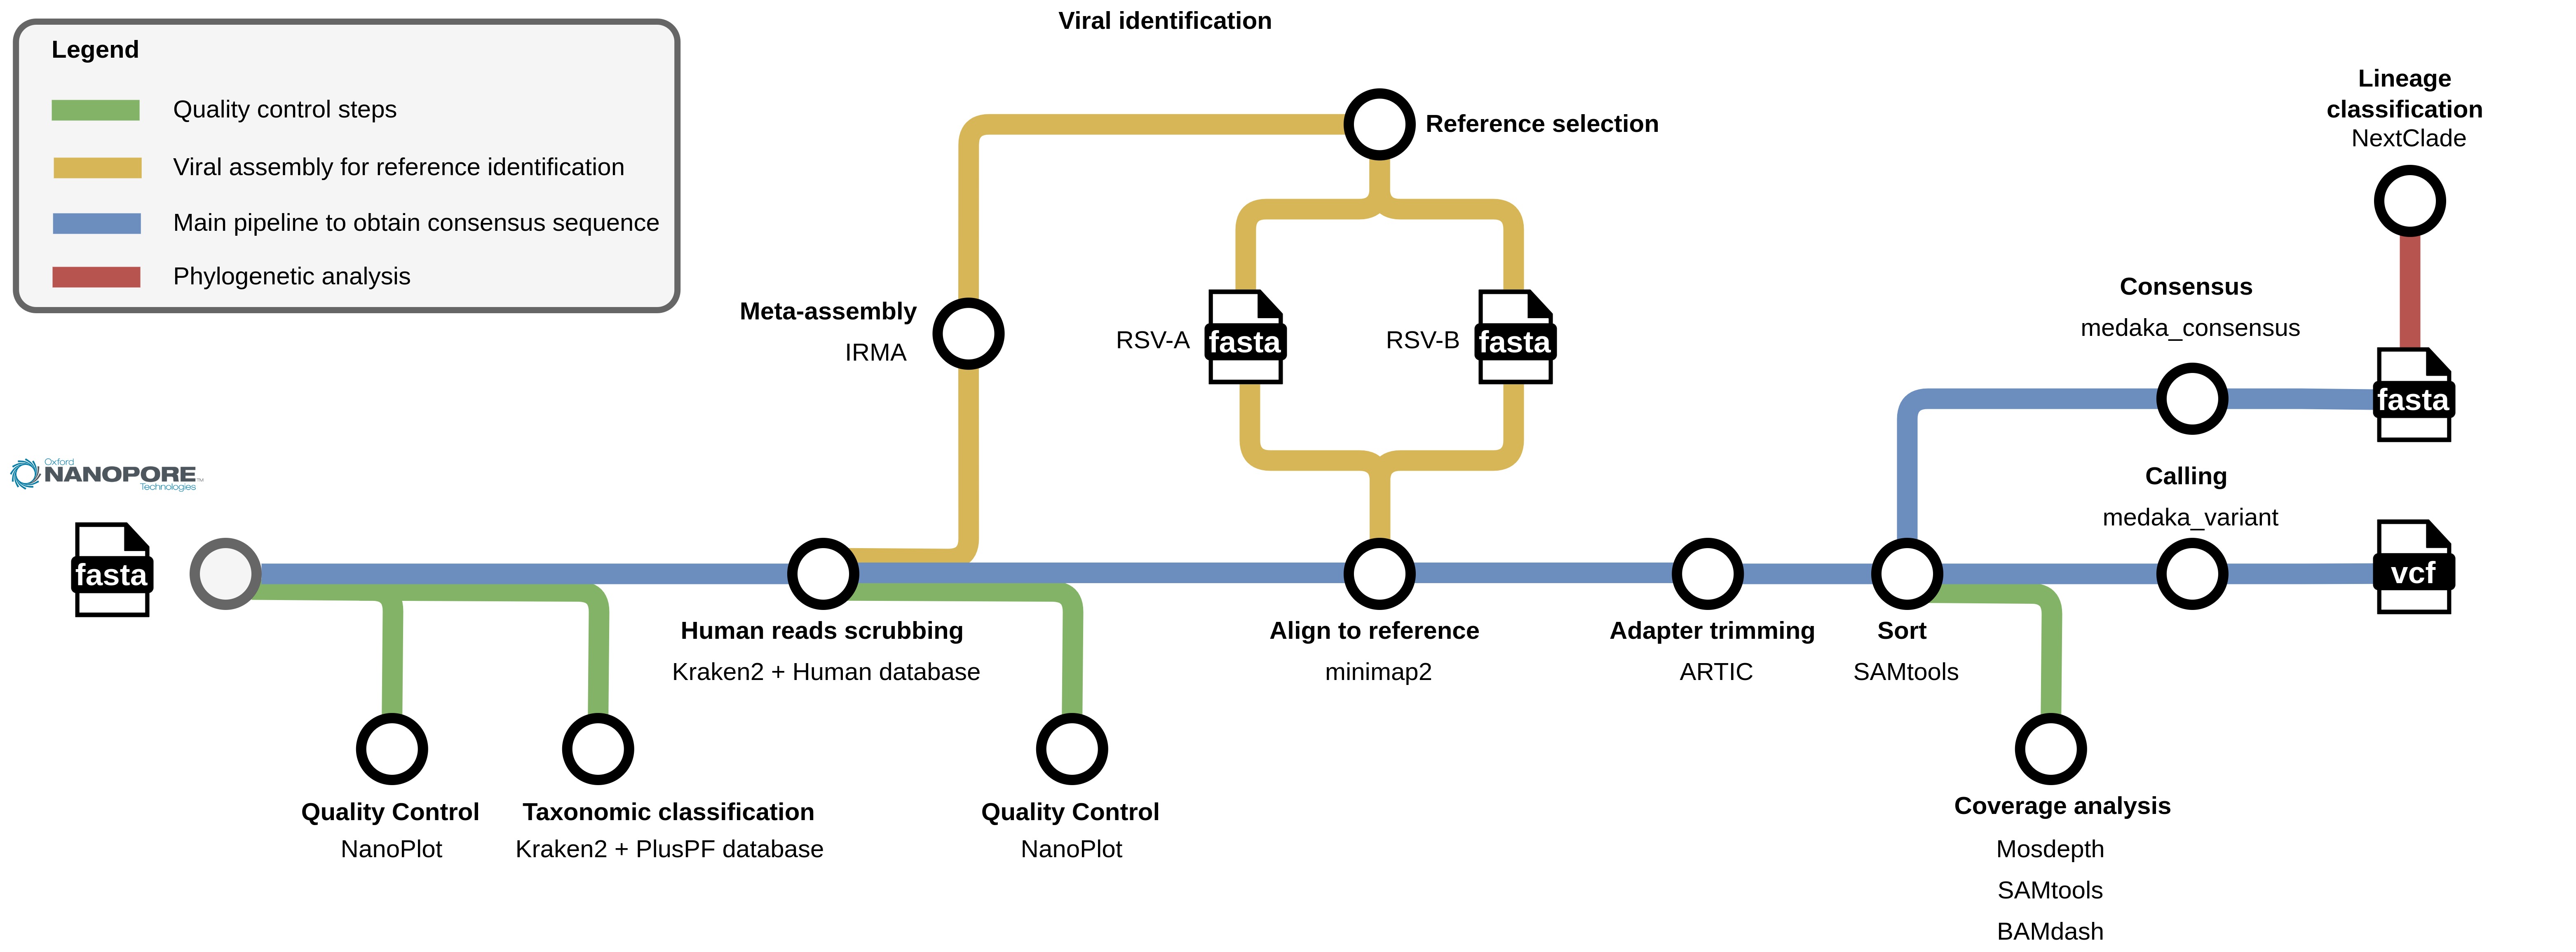 Viral identification
Legend
Quality control steps
Viral assembly for reference identification
Main pipeline to obtain consensus sequence
Phylogenetic analysis
Lineage
classification
NextClade
Reference selection
Meta-assembly
IRMA
RSV-A
fasta
RSV-B
fasta
Consensus
medaka_consensus
fasta
Oxford
NANOPORE™
Technologies
fasta
Calling
medaka_variant
vcf
Human reads scrubbing
Kraken2 + Human database
Align to reference
minimap2
Adapter trimming
ARTIC
Sort
SAMtools
Quality Control
NanoPlot
Taxonomic classification
Kraken2 + PlusPF database
Quality Control
NanoPlot
Coverage analysis
Mosdepth
SAMtools
BAMdash